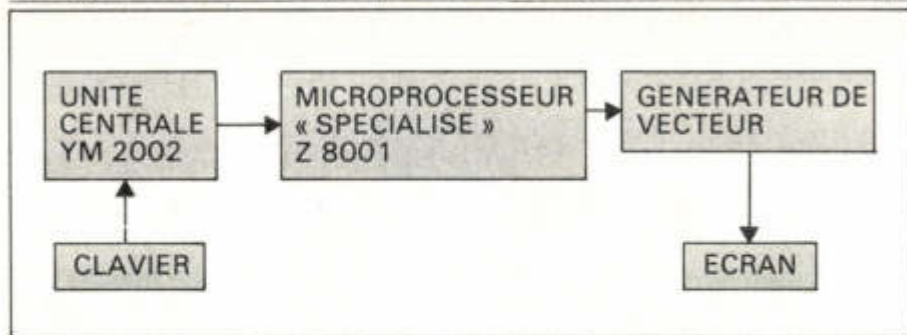 UNITE
CENTRALE
YM 2002
MICROPROCESSEUR
« SPECIALISE »
Z 8001
GENERATEUR DE
VECTEUR
CLAVIER
ECRAN